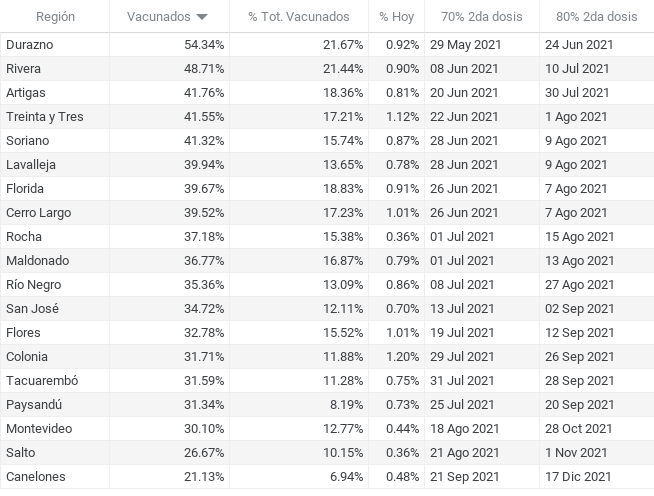 Región Vacunados % Tot. Vacunados % Hoy 70% 2da dosis 80% 2da dosis
Durazno 54.34% 21.67% 0.92% 29 May 2021 24 Jun 2021
Rivera 48.71% 21.44% 0.90% 08 Jun 2021 10 Jul 2021
Artigas 41.76% 18.36% 0.81% 20 Jun 2021 30 Jul 2021
Treinta y Tres 41.55% 17.21% 1.12% 22 Jun 2021 1 Ago 2021
Soriano 41.32% 15.74% 0.87% 28 Jun 2021 9 Ago 2021
Lavalleja 39.94% 13.65% 0.78% 28 Jun 2021 9 Ago 2021
Florida 39.67% 18.83% 0.91% 26 Jun 2021 7 Ago 2021
Cerro Largo 39.52% 17.23% 1.01% 26 Jun 2021 7 Ago 2021
Rocha 37.18% 15.38% 0.36% 01 Jul 2021 15 Ago 2021
Maldonado 36.77% 16.87% 0.79% 01 Jul 2021 13 Ago 2021
Río Negro 35.36% 13.09% 0.86% 08 Jul 2021 27 Ago 2021
San José 34.72% 12.11% 0.70% 13 Jul 2021 02 Sep 2021
Flores 32.78% 15.52% 1.01% 19 Jul 2021 12 Sep 2021
Colonia 31.71% 11.88% 1.20% 29 Jul 2021 26 Sep 2021
Tacuarembó 31.59% 11.28% 0.75% 31 Jul 2021 28 Sep 2021
Paysandú 31.34% 8.19% 0.73% 25 Jul 2021 20 Sep 2021
Montevideo 30.10% 12.77% 0.44% 18 Ago 2021 28 Oct 2021
Salto 26.67% 10.15% 0.36% 21 Ago 2021 1 Nov 2021
Canelones 21.13% 6.94% 0.48% 21 Sep 2021 17 Dic 2021